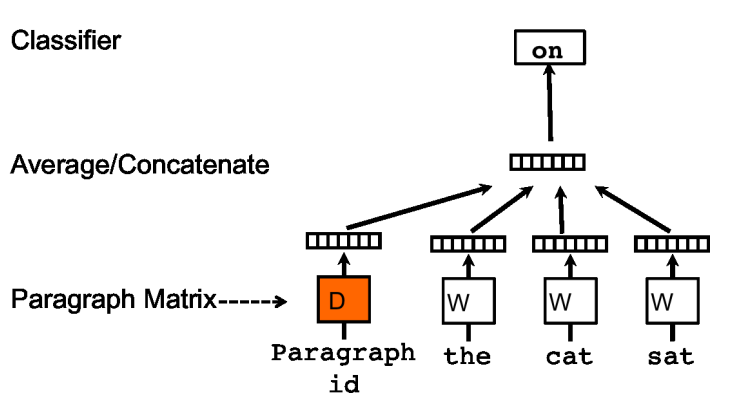 Classifier
on
Average/Concatenate
Paragraph Matrix
D
W
W
W
Paragraph
id
the
cat
sat